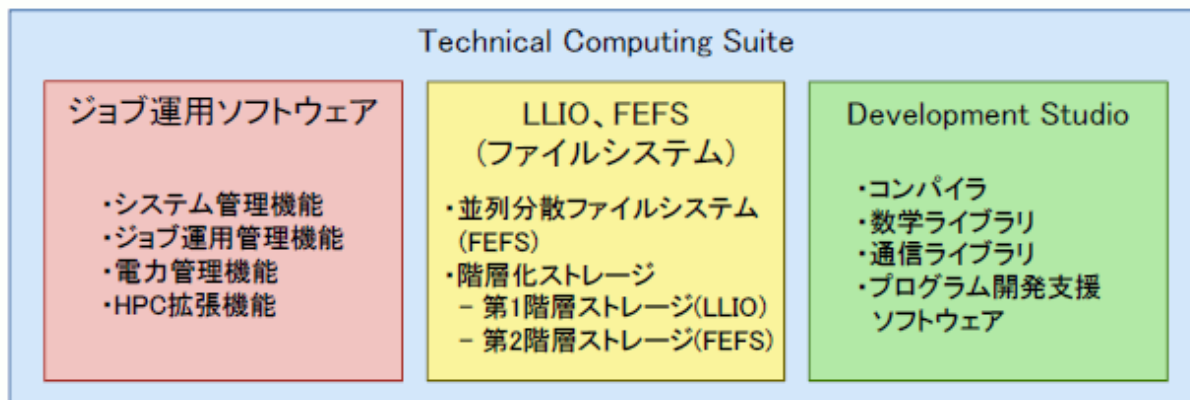 Technical Computing Suite
ジョブ運用ソフトウェア
・システム管理機能
・ジョブ運用管理機能
・電力管理機能
・HPC拡張機能
LLIO、FEFS
(ファイルシステム)
・並列分散ファイルシステム
(FEFS)
・階層化ストレージ
− 第1階層ストレージ(LLIO)
− 第2階層ストレージ(FEFS)
Development Studio
・コンパイラ
・数学ライブラリ
・通信ライブラリ
・プログラム開発支援
ソフトウェア